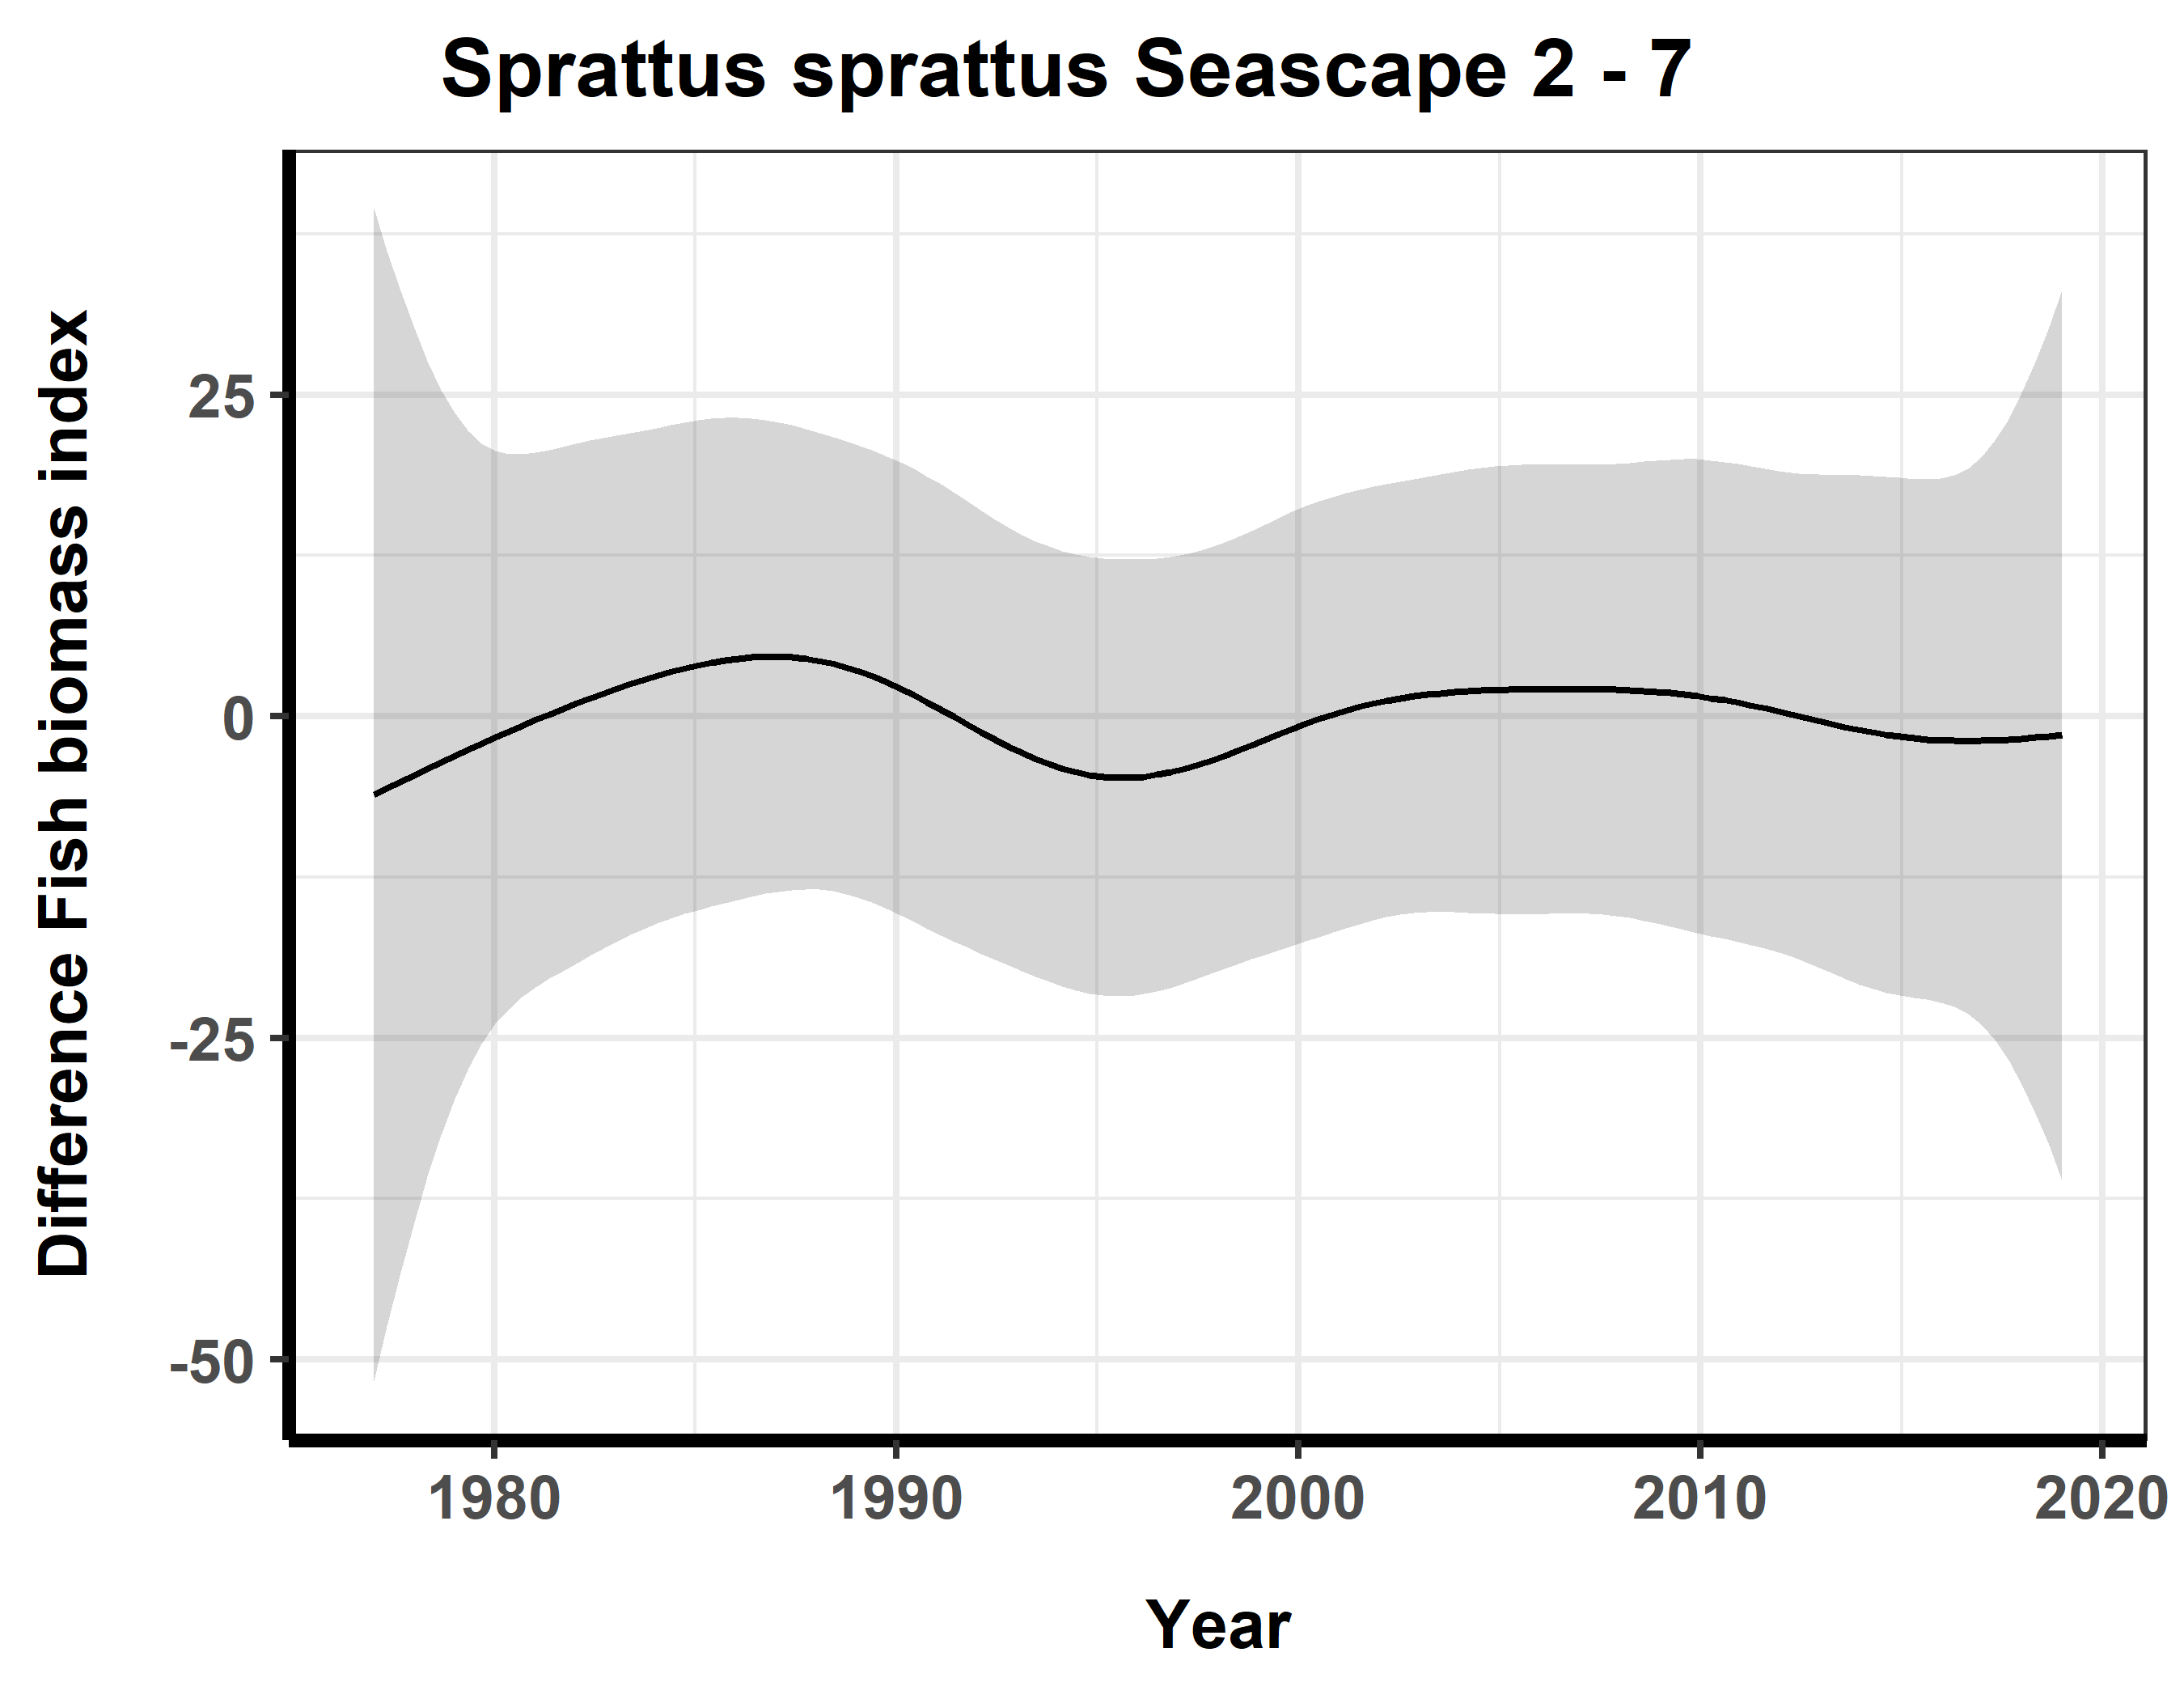 Sprattus sprattus Seascape 2 - 7
Difference Fish biomass index
25
0
-25
-50
1980 1990 2000 2010 2020
Year